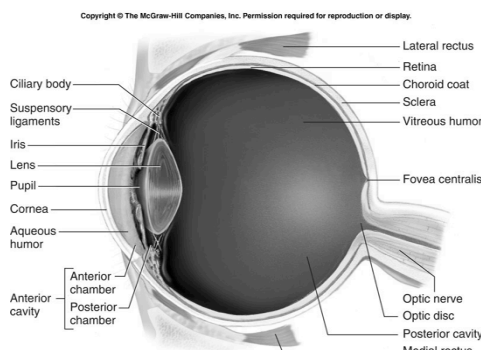 Copyright © The McGraw-Hill Companies, Inc. Permission required for reproduction or display.
Ciliary body
Suspensory
ligaments
Iris
Lens
Pupil
Cornea
Aqueous
humor
Anterior
cavity
Anterior
chamber
Posterior
chamber
Lateral rectus
Retina
Choroid coat
Sclera
Vitreous humor
Fovea centralis
Optic nerve
Optic disc
Posterior cavity
Medial rectus